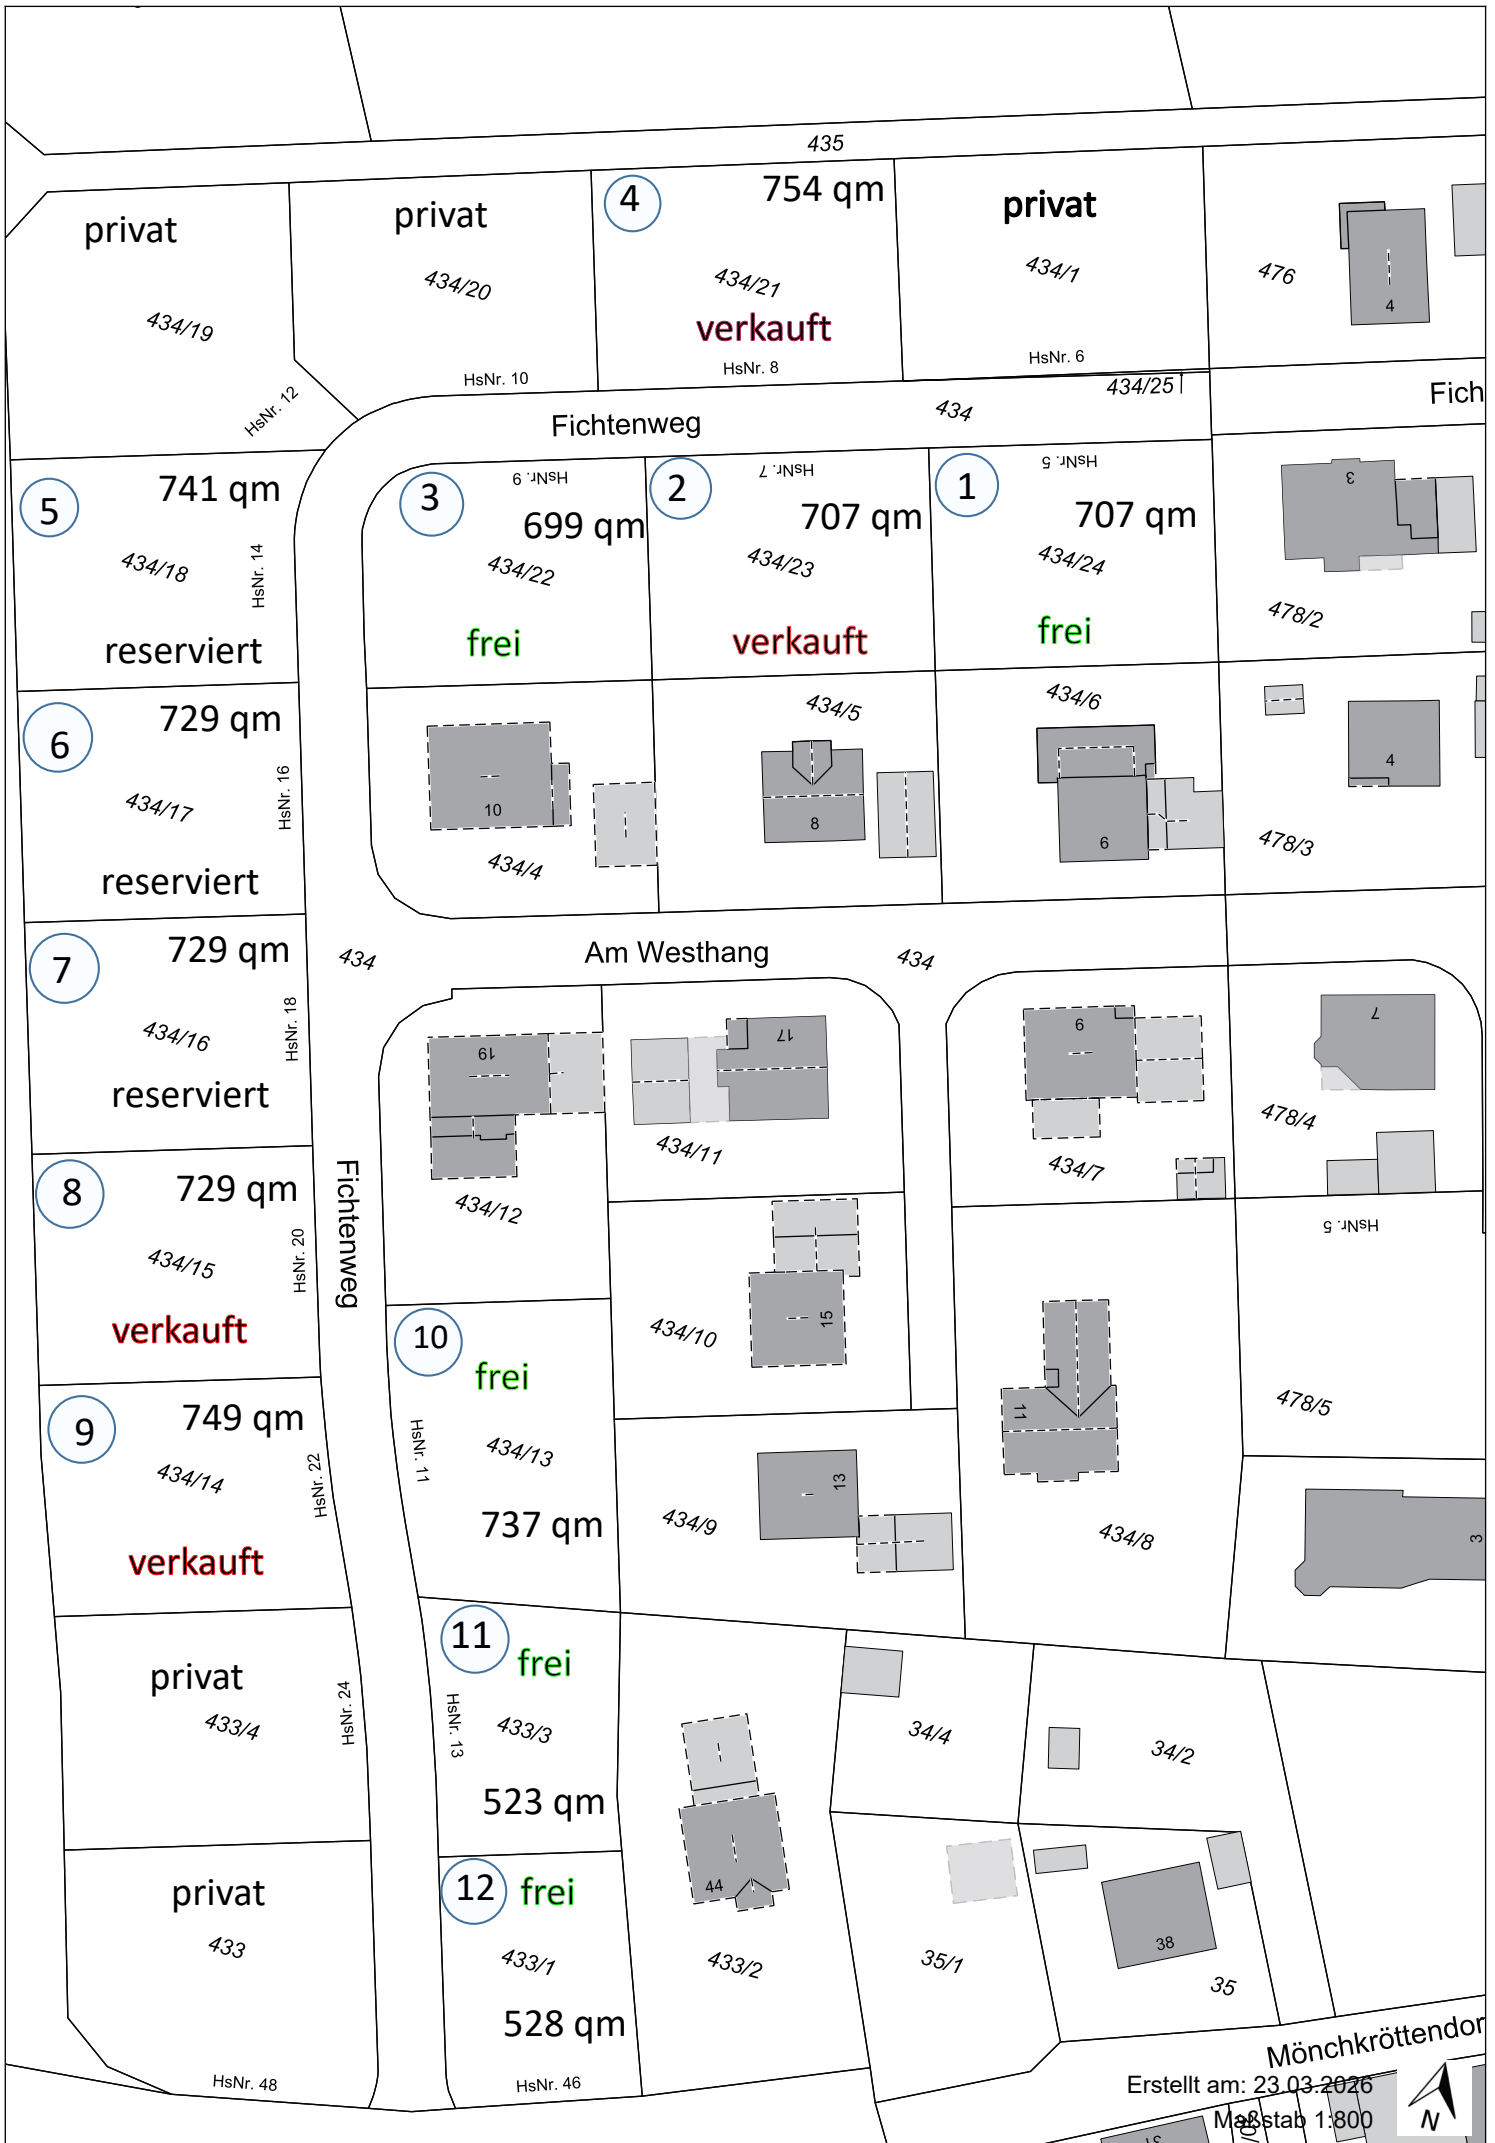 435
privat
434/19
HsNr. 12
privat
434/20
HsNr. 10
4
754 qm
434/21
verkauft
HsNr. 8
privat
434/1
HsNr. 6
434/25
476
4
Fichtenweg
434
Fich
5
741 qm
434/18
HsNr. 14
reserviert
3
HsNr. 9
699 qm
434/22
frei
2
HsNr. 7
707 qm
434/23
verkauft
1
HsNr. 5
707 qm
434/24
frei
3
478/2
6
729 qm
434/17
HsNr. 16
reserviert
10
434/4
434/5
8
434/6
6
4
478/3
7
729 qm
434/16
HsNr. 18
reserviert
434
Am Westhang
434
19
434/12
17
434/11
9
434/7
7
478/4
8
729 qm
434/15
HsNr. 20
verkauft
Fichtenweg
10
frei
HsNr. 11
434/13
737 qm
434/10
15
11
434/8
HsNr. 5
478/5
9
749 qm
434/14
HsNr. 22
verkauft
434/9
13
3
privat
433/4
HsNr. 24
11
frei
HsNr. 13
433/3
523 qm
34/4
34/2
privat
433
HsNr. 48
12
frei
433/1
528 qm
HsNr. 46
44
433/2
35/1
38
35
Mönchkröttendor
Erstellt am: 23.03.2026
Maßstab 1:800
N